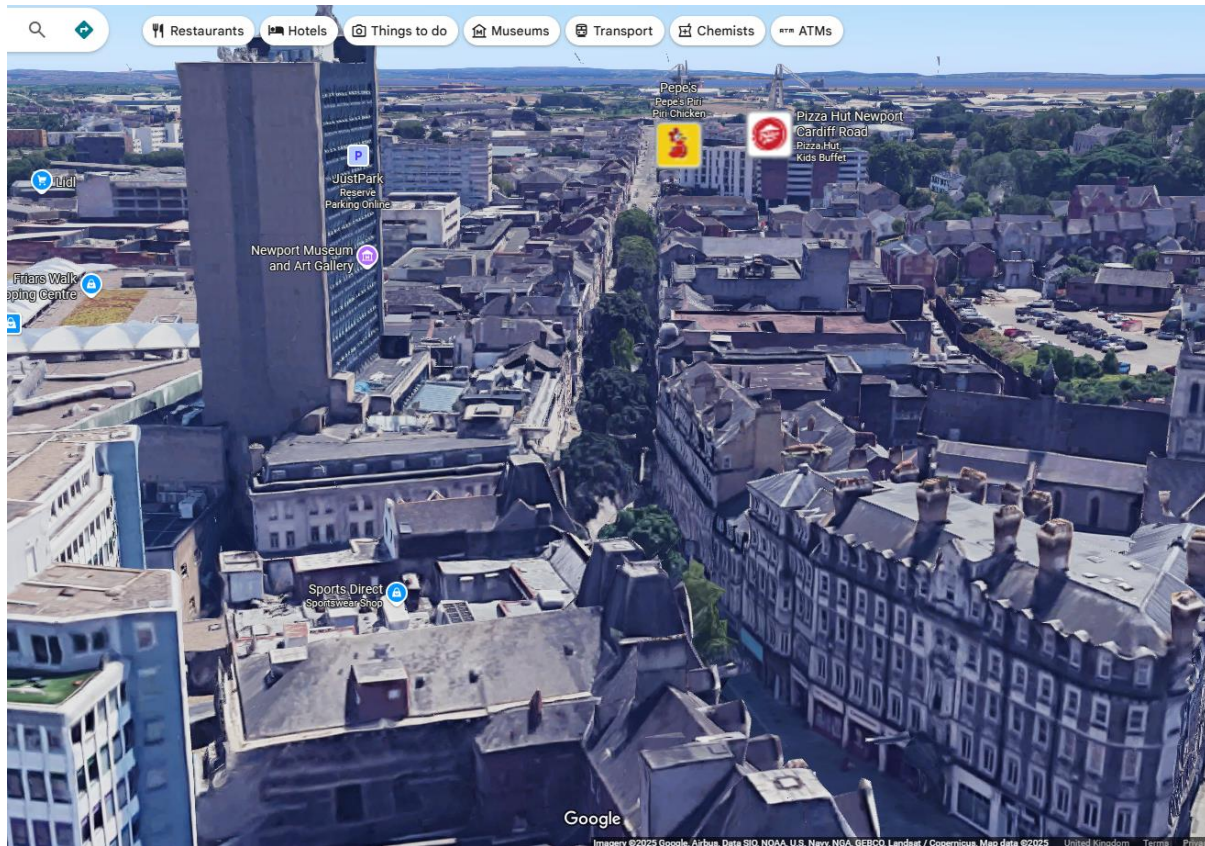 Restaurants
Hotels
Things to do
Museums
Transport
Chemists
ATM ATMs
Pepe's
Pepe's Piri
Piri Chicken
Pizza Hut Newport
Cardiff Road
Pizza Hut,
Kids Buffet
P
JustPark
Reserve
Parking Online
Lidl
Newport Museum
and Art Gallery
Friars Walk
pping Centre
Sports Direct
Sportswear Shop
Google
Imagery ©2025 Google, Airbus, Data SIO, NOAA, U.S. Navy, NGA, GEBCO, Landsat / Copernicus, Map data ©2025 United Kingdom Terms Priva